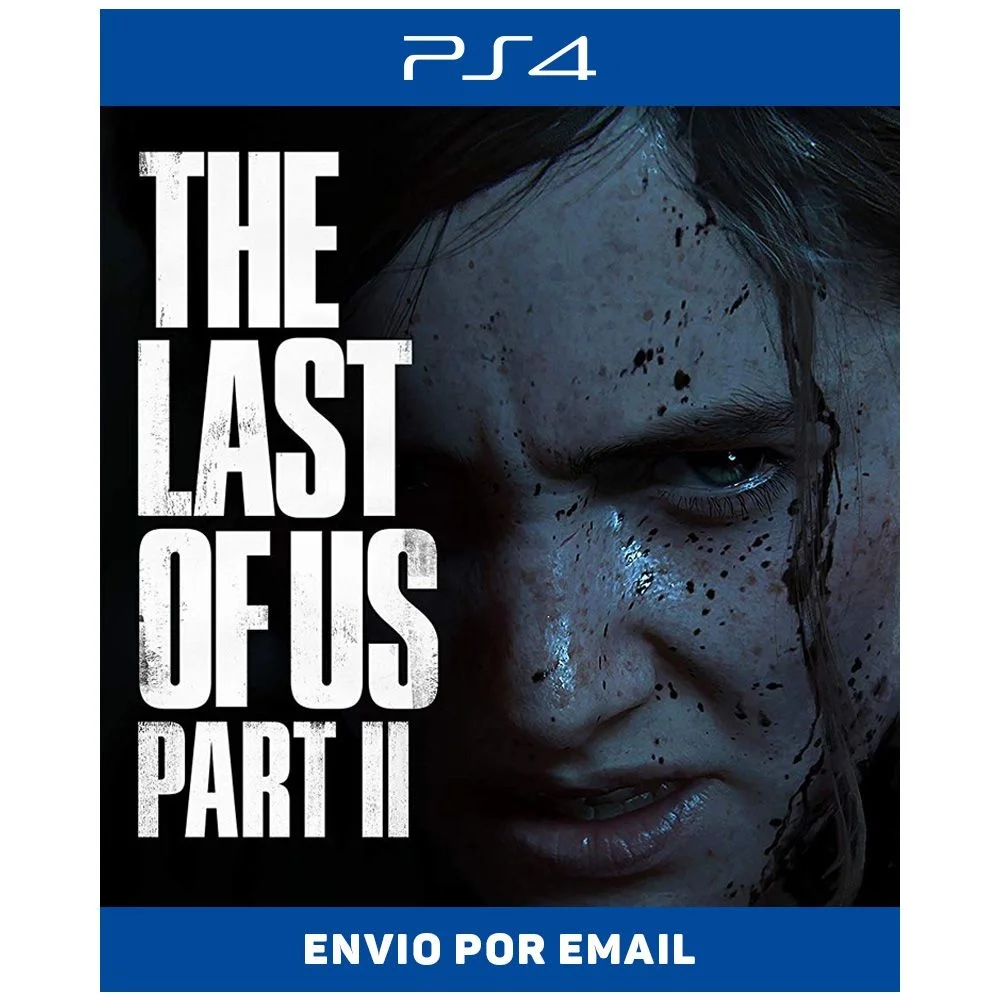 PS4
THE
LAST
OF US
PART II
ENVIO POR EMAIL